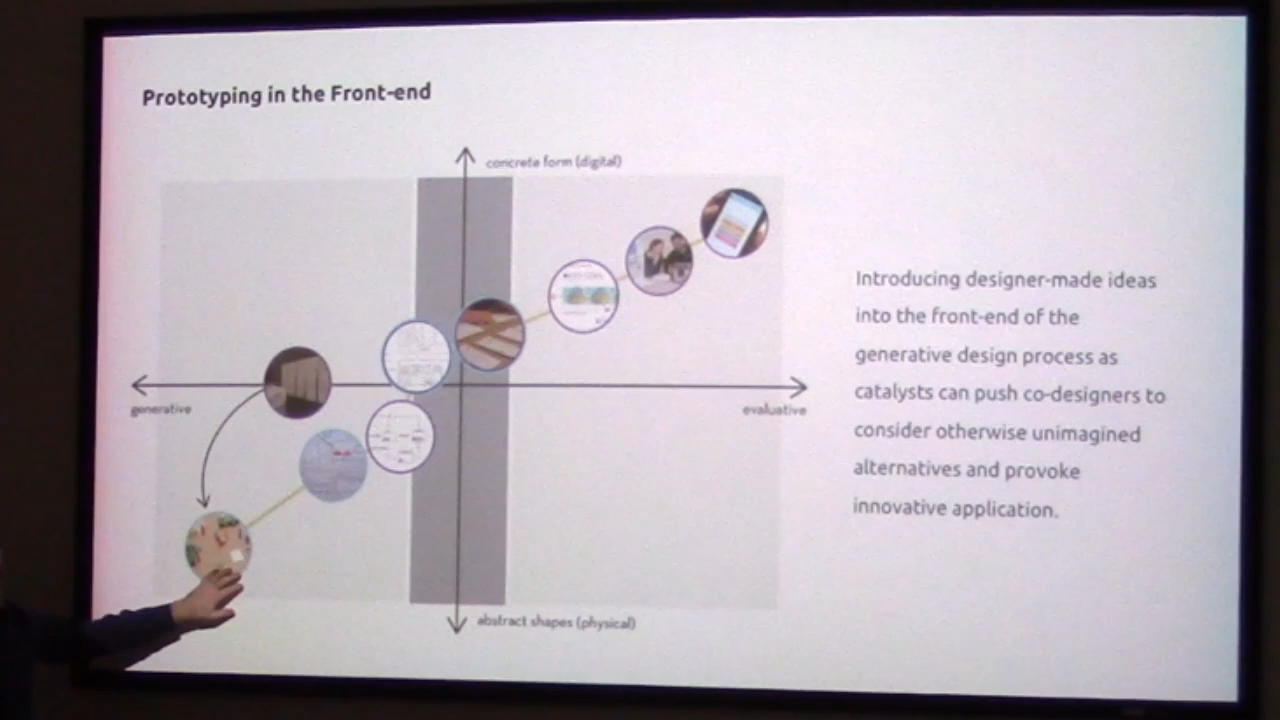 Prototyping in the Front-end
concrete form (digital)
generative
evaluative
abstract shapes (physical)
Introducing designer-made ideas
into the front-end of the
generative design process as
catalysts can push co-designers to
consider otherwise unimagined
alternatives and provoke
innovative application.